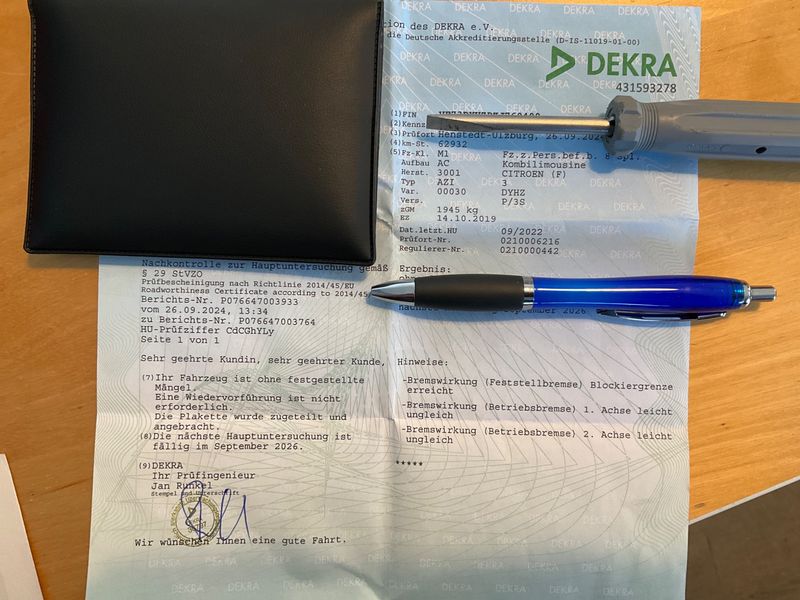 tion des DEKRA e.V.
die Deutsche Akkreditierungsstelle (D-IS-11019-01-00)
DEKRA
431593278
(1) FIN
(2) Kennz
(3) Prüfort Henstedt-Ulzburg, 26.09.202
(4) km-St. 62932
(5) Fz-Kl. M1 Fz.z.Pers.bef.b. 8 Spl.
Aufbau AC Kombilimousine
Herst. 3001 CITROEN (F)
Typ AZI 3
Var. 00030 DYHZ
Vers. P/3S
zGM 1945 kg
EZ 14.10.2019
Dat.letzt.HU 09/2022
Prüfort-Nr. 0210006216
Regulierer-Nr. 0210000442
Nachkontrolle zur Hauptuntersuchung gemäß
§ 29 StVZO
Prüfbescheinigung nach Richtlinie 2014/45/EU
Roadworthiness Certificate according to 2014/45
Berichts-Nr. P076647003933
vom 26.09.2024, 13:34
zu Berichts-Nr. P076647003764
HU-Prüfziffer CdCGhYLy
Seite 1 von 1
Ergebnis:
ohne
September 2026
Sehr geehrte Kundin, sehr geehrter Kunde,
(7) Ihr Fahrzeug ist ohne festgestellte
Mängel.
Eine Wiedervorführung ist nicht
erforderlich.
Die Plakette wurde zugeteilt und
angebracht.
(8) Die nächste Hauptuntersuchung ist
fällig im September 2026.
Hinweise:
-Bremswirkung (Feststellbremse) Blockiergrenze
erreicht
-Bremswirkung (Betriebsbremse) 1. Achse leicht
ungleich
-Bremswirkung (Betriebsbremse) 2. Achse leicht
ungleich
*****
(9) DEKRA
Ihr Prüfingenieur
Jan Runkel
Stempel und Unterschrift
Wir wünschen Ihnen eine gute Fahrt.